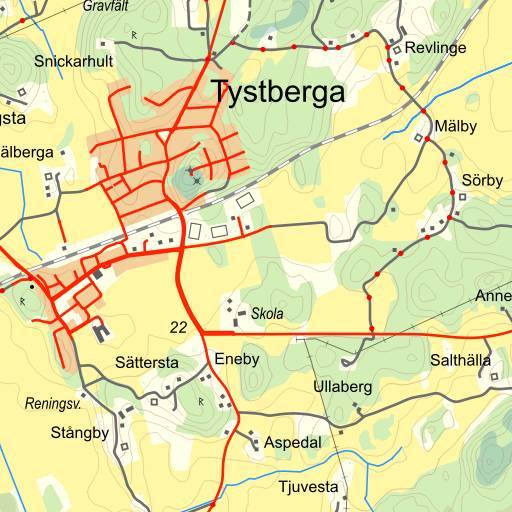 Gravfält
Revlinge
Snickarhult
Tystberga
gsta
Mälby
älberga
Sörby
Anne
Skola
22
Sättersta
Eneby
Salthälla
Ullaberg
Reningsv.
Stångby
Aspedal
Tjuvesta
R
R
R
R